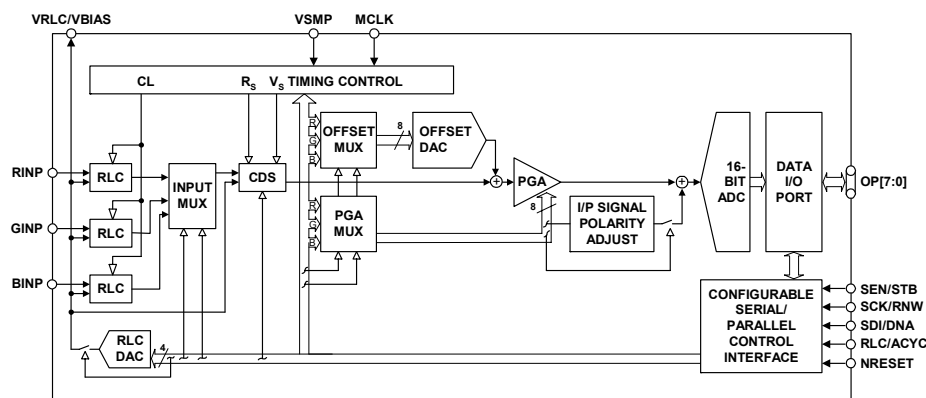 VRLC/VBIAS
VSMP
MCLK
CL
RS
VS TIMING CONTROL
R
G
B
OFFSET
MUX
8
OFFSET
DAC
RINP
RLC
INPUT
MUX
CDS
+
PGA
+
16-
BIT
ADC
DATA
I/O
PORT
OP[7:0]
GINP
RLC
R
G
B
PGA
MUX
8
I/P SIGNAL
POLARITY
ADJUST
BINP
RLC
CONFIGURABLE
SERIAL/
PARALLEL
CONTROL
INTERFACE
SEN/STB
SCK/RNW
SDI/DNA
RLC/ACYC
NRESET
RLC
DAC
4